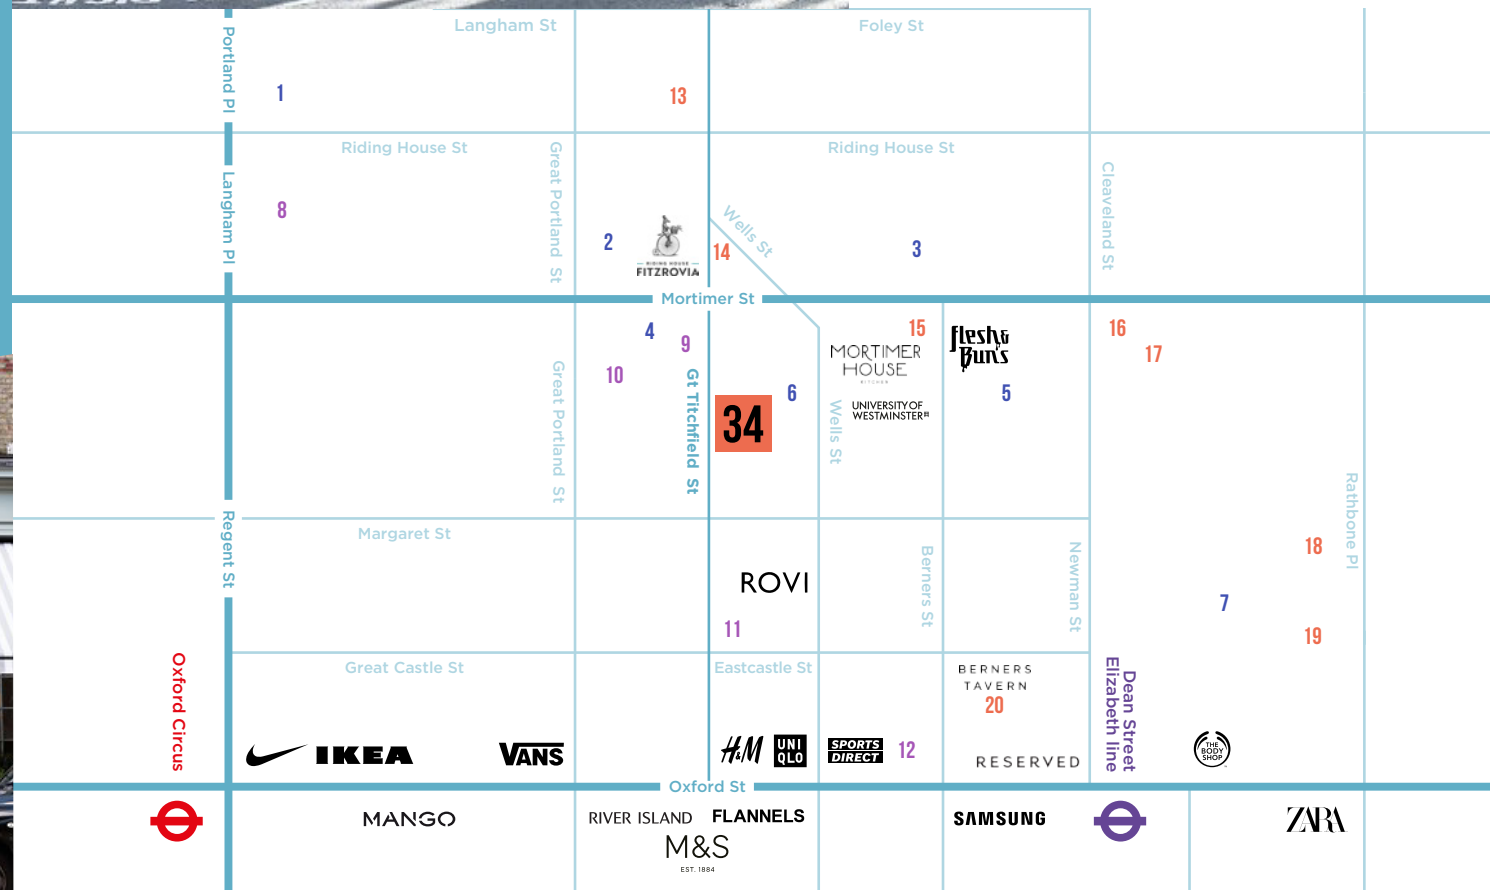 Langham St
Foley St
Portland Pl
1
13
Riding House St
Riding House St
Great Portland St
Cleaveland St
Langham Pl
8
Wells St
2
RIDING HOUSE
FITZROVIA
14
3
Mortimer St
4
9
10
15
MORTIMER
HOUSE
KITCHEN
flesh&
Buns
16
17
Great Portland St
Gt Titchfield St
34
6
Wells St
UNIVERSITY OF
WESTMINSTER
5
Rathbone Pl
Regent St
Margaret St
ROVI
Berners St
Newman St
18
7
11
19
Oxford Circus
Great Castle St
Eastcastle St
BERNERS
TAVERN
20
Dean Street
Elizabeth line
IKEA
VANS
H&M
UNI
QLO
SPORTS
DIRECT
12
RESERVED
THE
BODY
SHOP
Oxford St
MANGO
RIVER ISLAND
FLANNELS
M&S
EST. 1884
SAMSUNG
ZARA